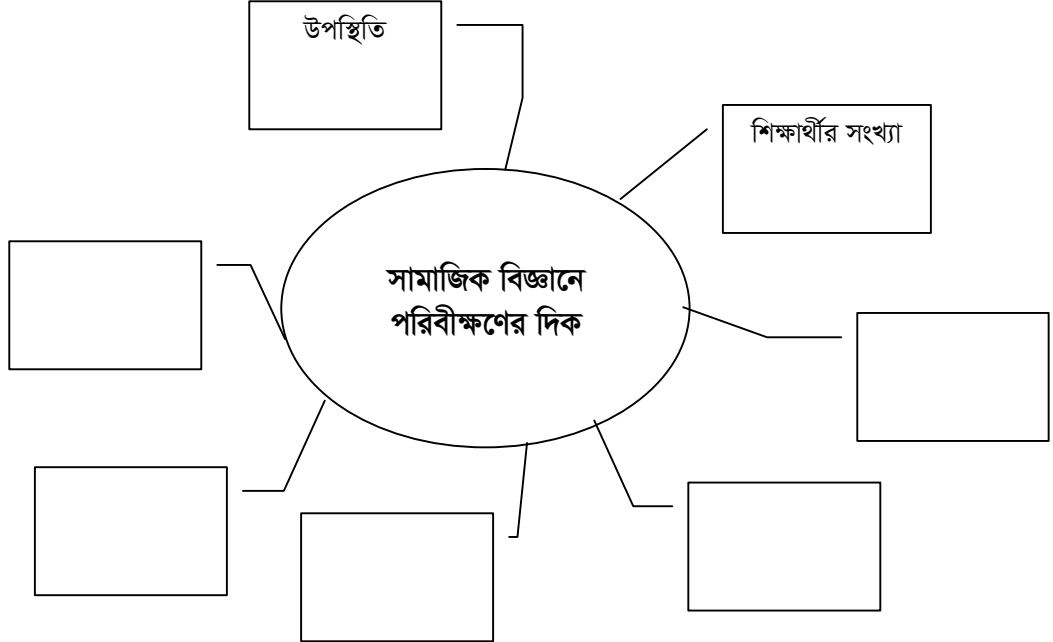 উপস্থিতি
শিক্ষার্থীর সংখ্যা
সামাজিক বিজ্ঞানে
পরিবীক্ষণের দিক